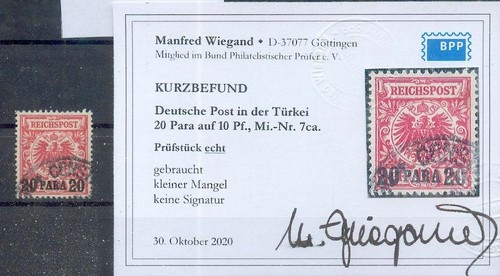 Manfred Wiegand • D-37077 Göttingen
Mitglied im Bund Philatelistischer Prüfer e. V.
BPP
KURZBEFUND
Deutsche Post in der Türkei
20 Para auf 10 Pf., Mi.-Nr. 7ca.
Prüfstück echt
gebraucht
kleiner Mangel
keine Signatur
30. Oktober 2020
REICHSPOST
20 PARA 20
REICHSPOST
20 PARA 20